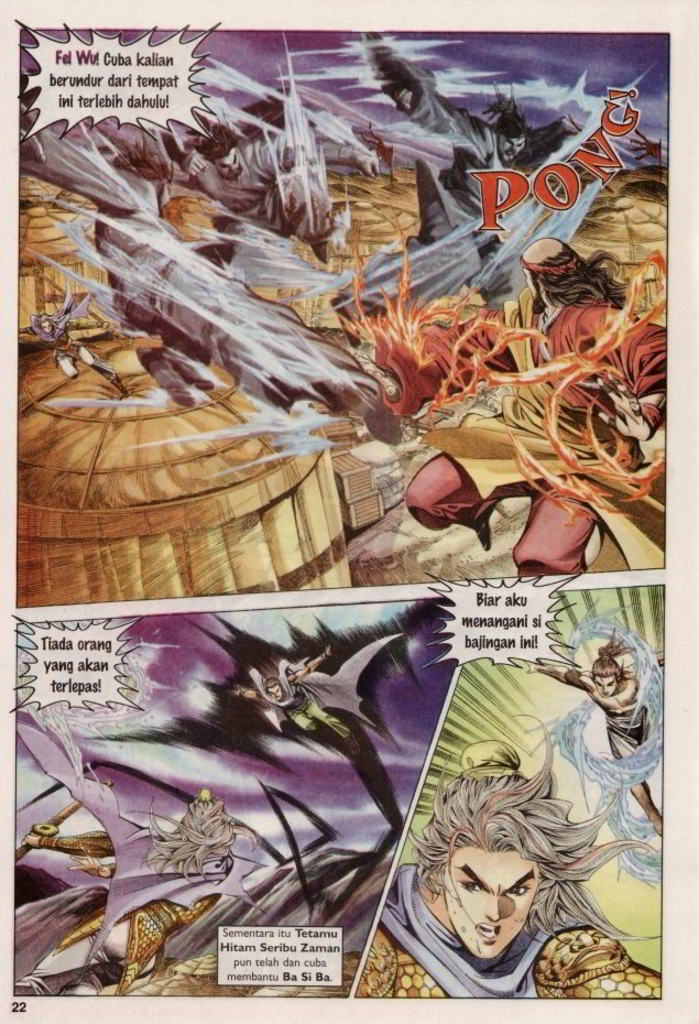 Fei Wu! Cuba kalian
berundur dari tempat
ini terlebih dahulu!
PONG!
Tiada orang
yang akan
terlepas!
Biar aku
menangani si
bajingan ini!
Sementara itu Tetamu
Hitam Seribu Zaman
pun telah dan cuba
membantu Ba Si Ba.
22